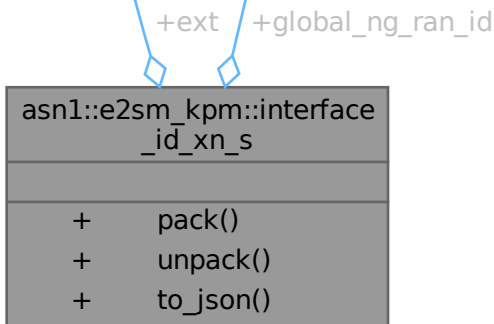 +ext +global_ng_ran_id
asn1::e2sm_kpm::interface
_id_xn_s
+ pack()
+ unpack()
+ to_json()